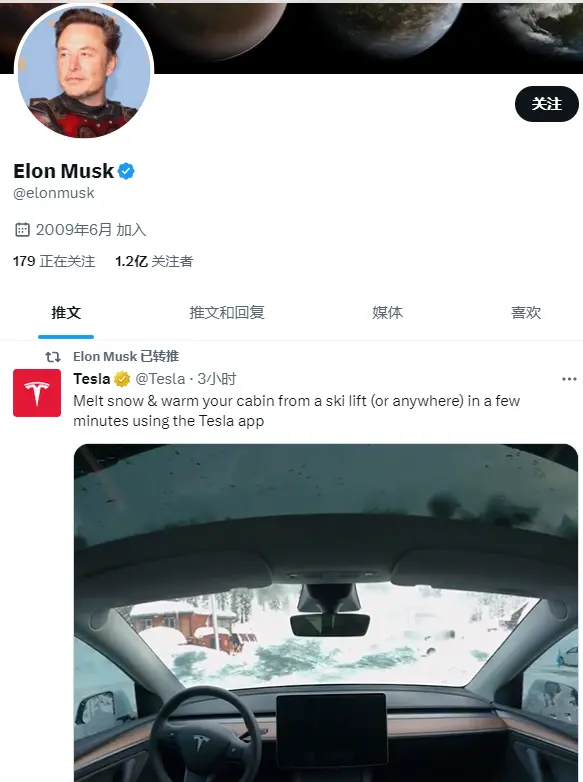 关注
Elon Musk
@elonmusk
2009年6月 加入
179 正在关注 1.2亿 关注者
推文 推文和回复 媒体 喜欢
Elon Musk 已转推
Tesla @Tesla · 3小时
Melt snow & warm your cabin from a ski lift (or anywhere) in a few
minutes using the Tesla app